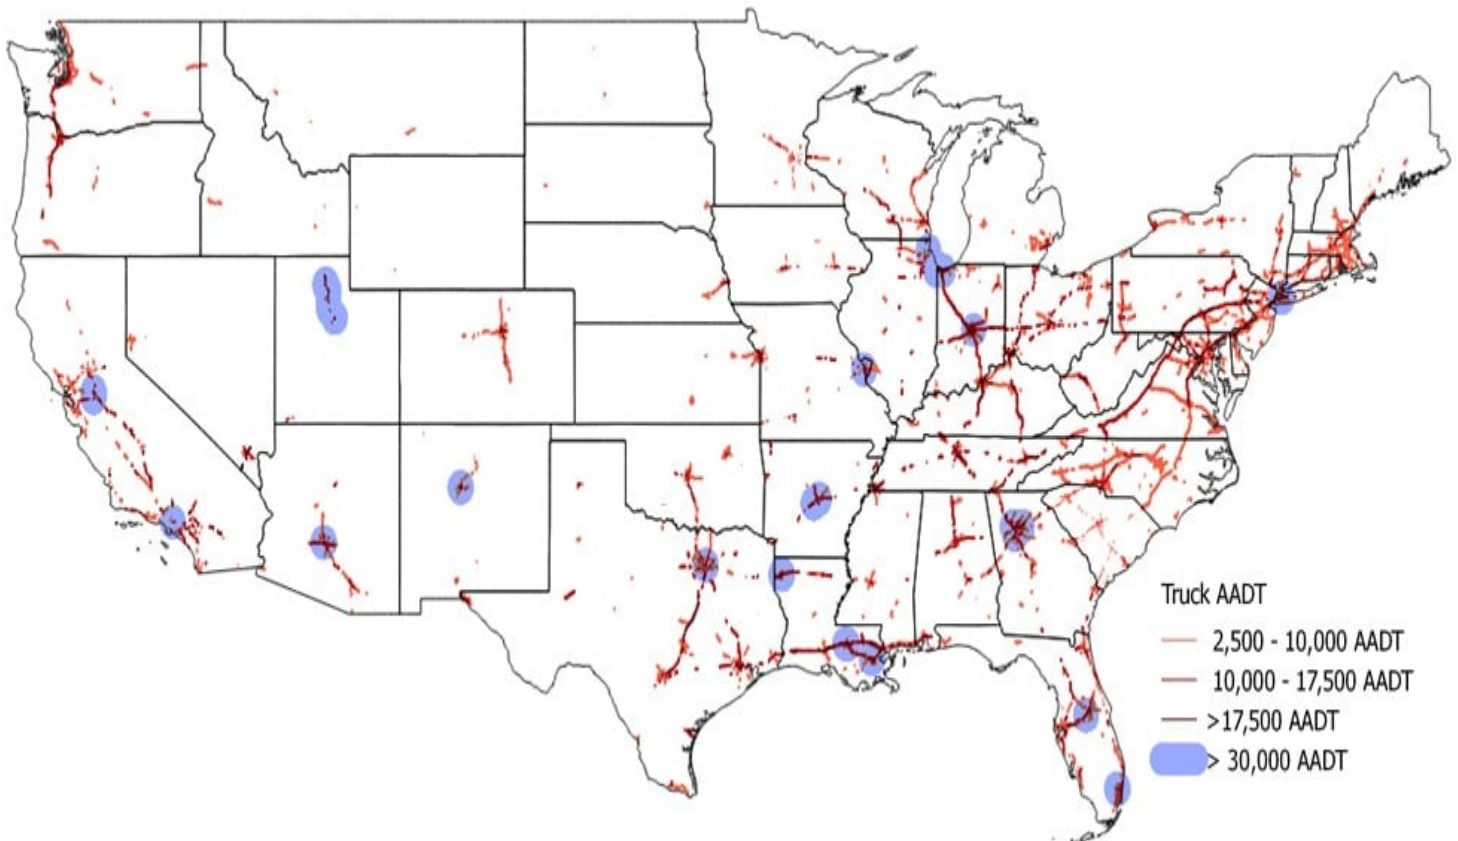 Truck AADT
2,500 - 10,000 AADT
10,000 - 17,500 AADT
>17,500 AADT
> 30,000 AADT